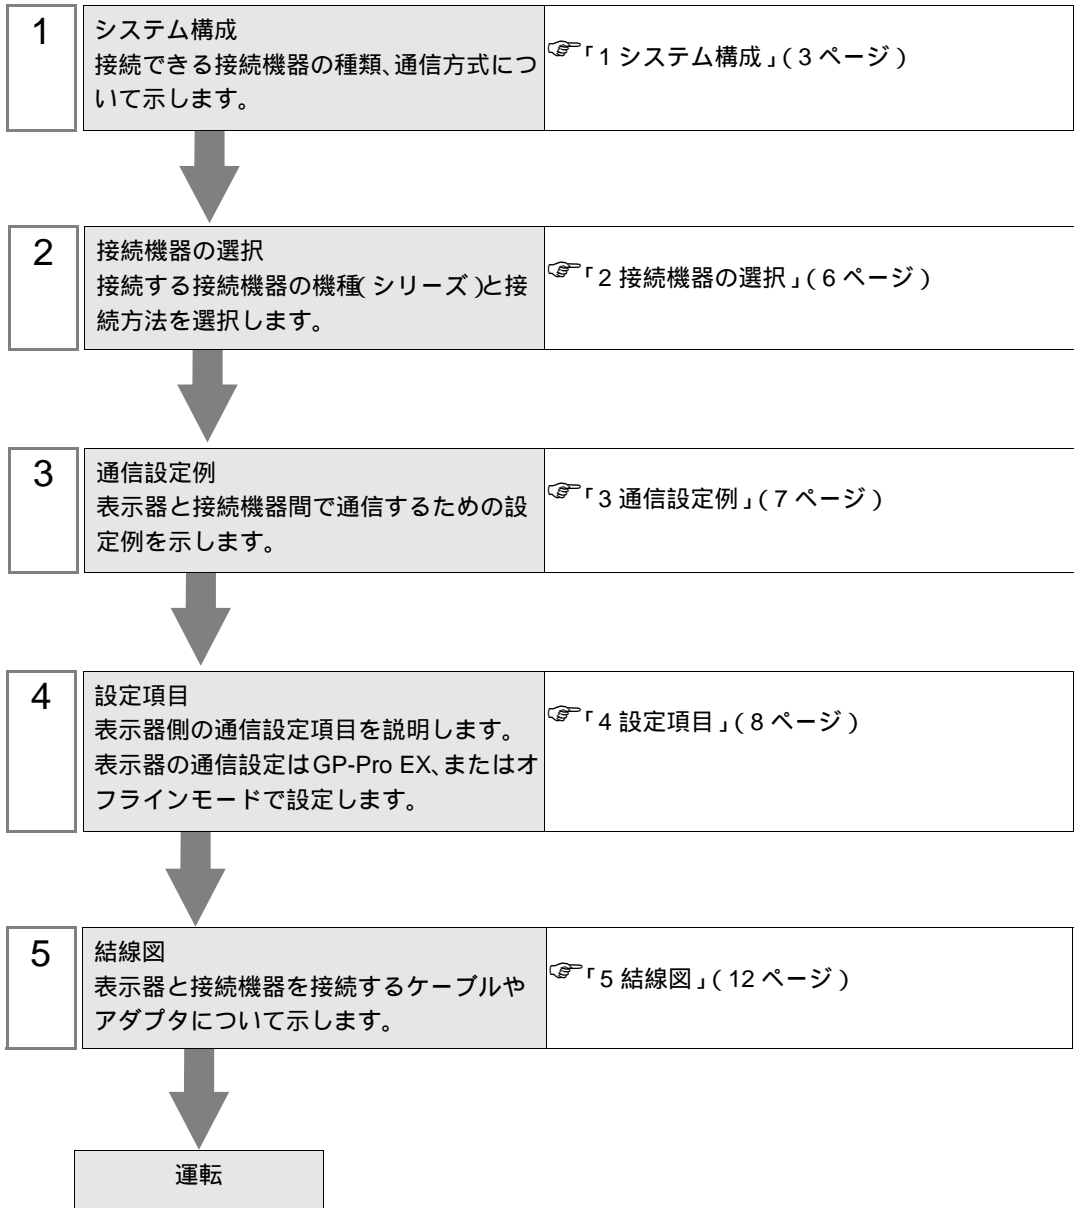 1
システム構成
接続できる接続機器の種類、通信方式につ
いて示します。
☞「1 システム構成」(3 ページ)
2
接続機器の選択
接続する接続機器の機種(シリーズ)と接
続方法を選択します。
☞「2 接続機器の選択」(6 ページ)
3
通信設定例
表示器と接続機器間で通信するための設
定例を示します。
☞「3 通信設定例」(7 ページ)
4
設定項目
表示器側の通信設定項目を説明します。
表示器の通信設定はGP-Pro EX、またはオ
フラインモードで設定します。
☞「4 設定項目」(8 ページ)
5
結線図
表示器と接続機器を接続するケーブルや
アダプタについて示します。
☞「5 結線図」(12 ページ)
運転